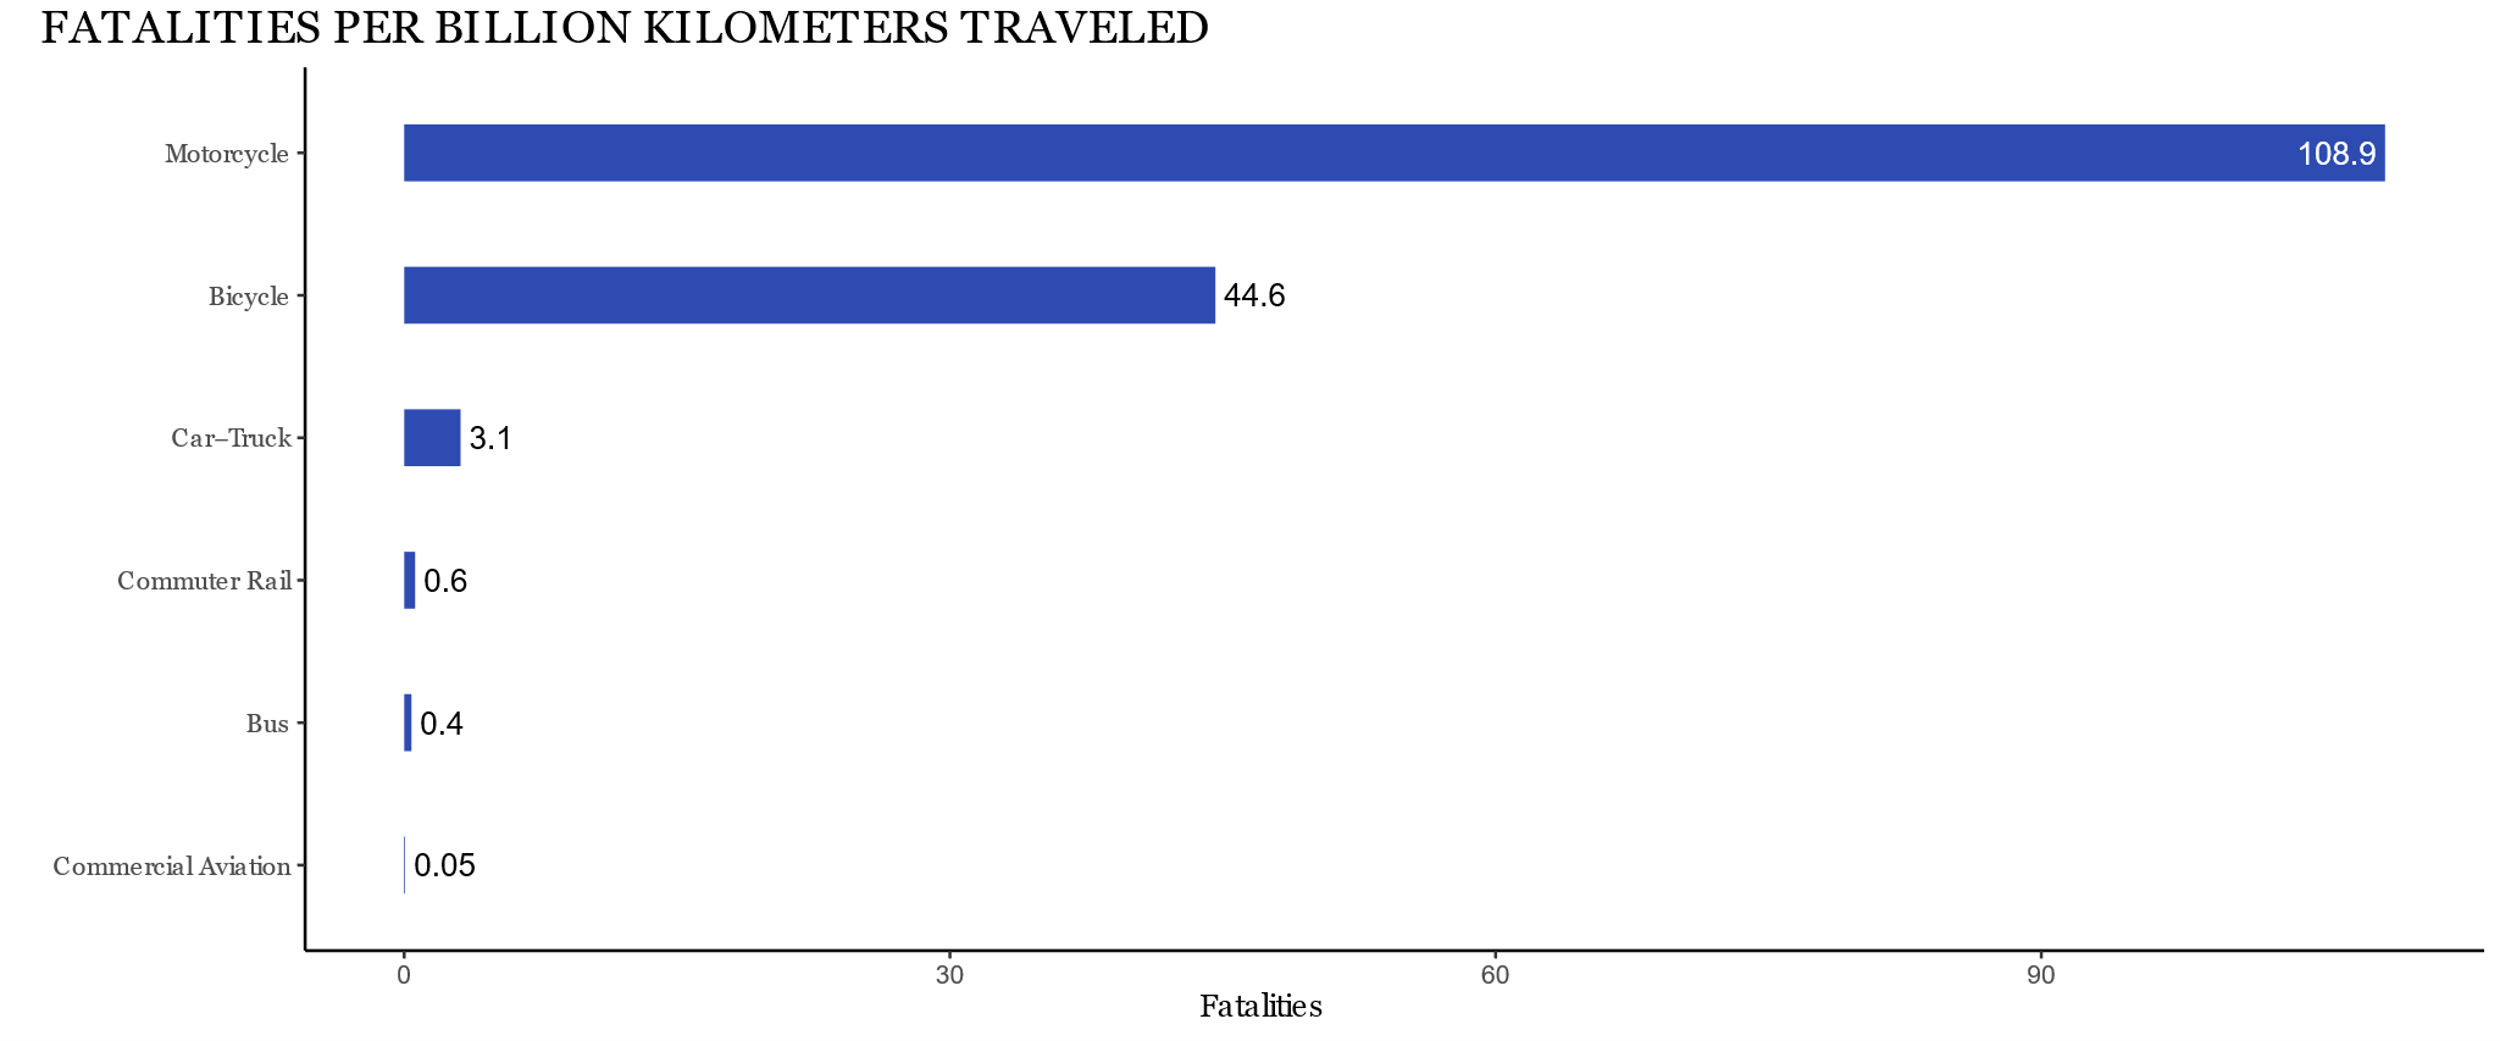 FATALITIES PER BILLION KILOMETERS TRAVELED
Motorcycle 108.9
Bicycle 44.6
Car–Truck 3.1
Commuter Rail 0.6
Bus 0.4
Commercial Aviation 0.05
0 30 60 90
Fatalities